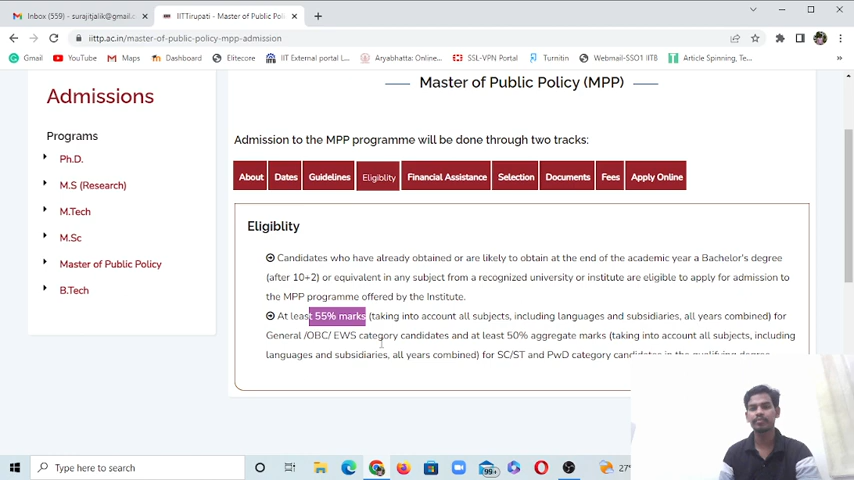 Inbox (559) - surajitjalik@gmail.c
IITTirupati - Master of Public Poli
iittp.ac.in/master-of-public-policy-mpp-admission
Gmail
YouTube
Maps
Dashboard
Elitecore
IIT External portal I...
Aryabhatta: Online...
SSL-VPN Portal
Turnitin
Webmail-SSO1 IITB
Article Spinning, Te...
Admissions
Programs
Ph.D.
M.S (Research)
M.Tech
M.Sc
Master of Public Policy
B.Tech
Master of Public Policy (MPP)
Admission to the MPP programme will be done through two tracks:
About
Dates
Guidelines
Eligiblity
Financial Assistance
Selection
Documents
Fees
Apply Online
Eligiblity
Candidates who have already obtained or are likely to obtain at the end of the academic year a Bachelor's degree
(after 10+2) or equivalent in any subject from a recognized university or institute are eligible to apply for admission to
the MPP programme offered by the Institute.
At least 55% marks (taking into account all subjects, including languages and subsidiaries, all years combined) for
General /OBC/ EWS category candidates and at least 50% aggregate marks (taking into account all subjects, including
languages and subsidiaries, all years combined) for SC/ST and PwD category candidates in the qualifying degree.
Type here to search
99+
27°